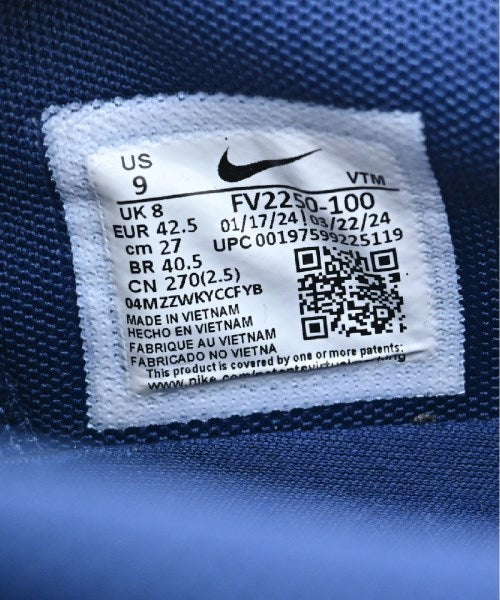 US
9
VTM
UK 8
FV2250-100
EUR 42.5
01/17/24 | 03/22/24
cm 27
UPC 00197599225119
BR 40.5
CN 270(2.5)
04MZZWKYCCFYB
MADE IN VIETNAM
HECHO EN VIETNAM
FABRIQUE AU VIETNAM
FABRICADO NO VIETNA
This product is covered by one or more patents: